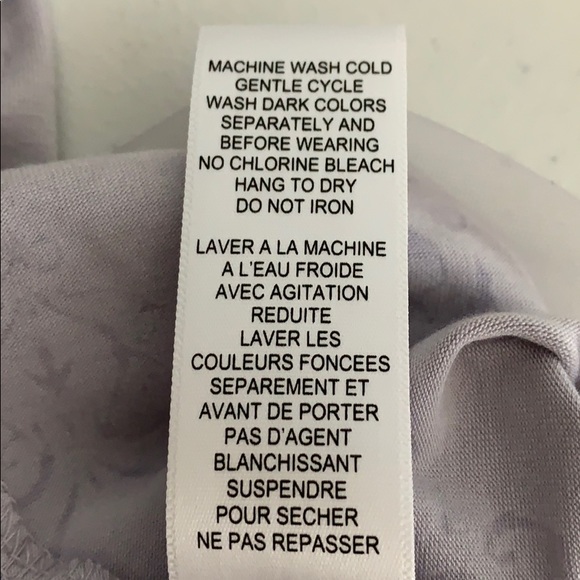 MACHINE WASH COLD
GENTLE CYCLE
WASH DARK COLORS
SEPARATELY AND
BEFORE WEARING
NO CHLORINE BLEACH
HANG TO DRY
DO NOT IRON
LAVER A LA MACHINE
A L'EAU FROIDE
AVEC AGITATION
REDUITE
LAVER LES
COULEURS FONCEES
SEPAREMENT ET
AVANT DE PORTER
PAS D'AGENT
BLANCHISSANT
SUSPENDRE
POUR SECHER
NE PAS REPASSER